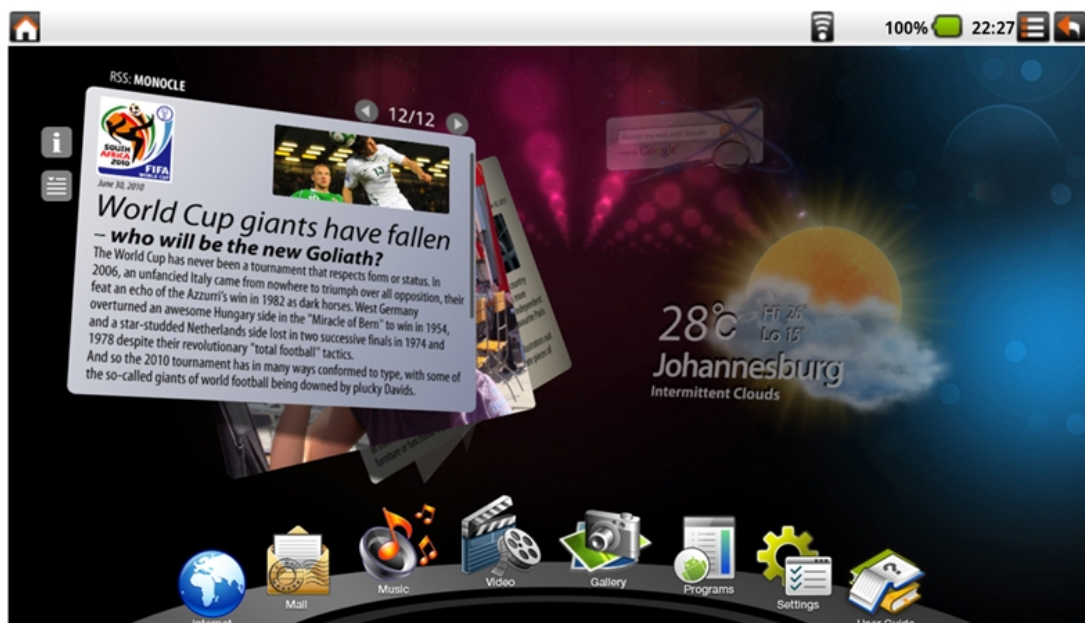 100%
22:27
RSS: MONOCLE
12/12
SOUTH
AFRICA
2010
FIFA
WORLD CUP
June 30, 2010
World Cup giants have fallen
– who will be the new Goliath?
The World Cup has never been a tournament that respects form or status. In
2006, an unfancied Italy came from nowhere to triumph over all opposition, their
feat an echo of the Azzurri's win in 1982 as dark horses. West Germany
overturned an awesome Hungary side in the "Miracle of Bern" to win in 1954,
and a star-studded Netherlands side lost in two successive finals in 1974 and
1978 despite their revolutionary "total football" tactics.
And so the 2010 tournament has in many ways conformed to type, with some of
the so-called giants of world football being downed by plucky Davids.
13
Google
28°C
Hi 26°
Lo 15°
Johannesburg
Intermittent Clouds
furniture or
Internet
Mail
Music
Video
Gallery
Programs
Settings
User Guide